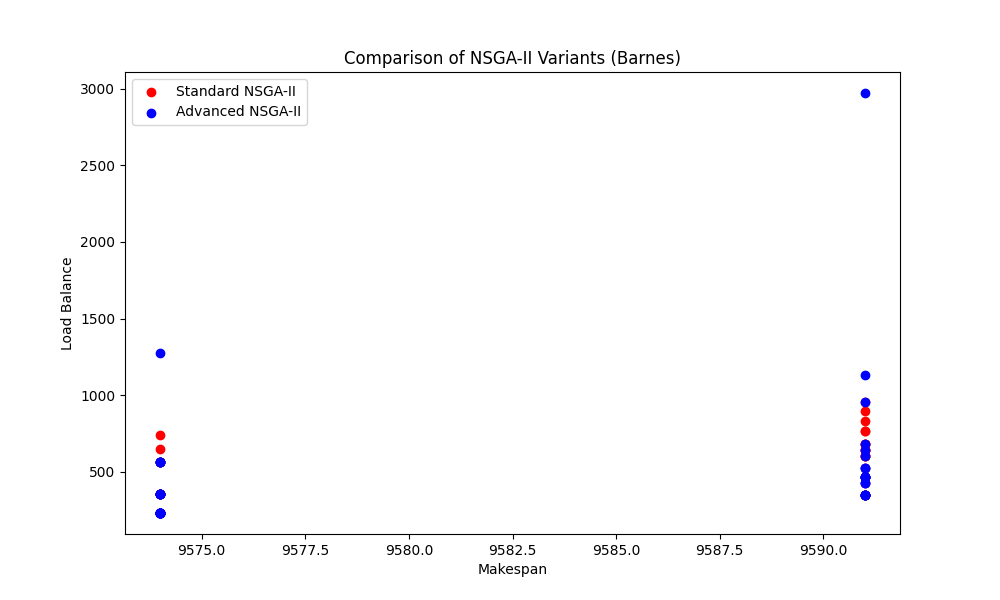 Comparison of NSGA-II Variants (Barnes)
Standard NSGA-II
Advanced NSGA-II
3000
2500
2000
1500
1000
500
Load Balance
9575.0
9577.5
9580.0
9582.5
9585.0
9587.5
9590.0
Makespan